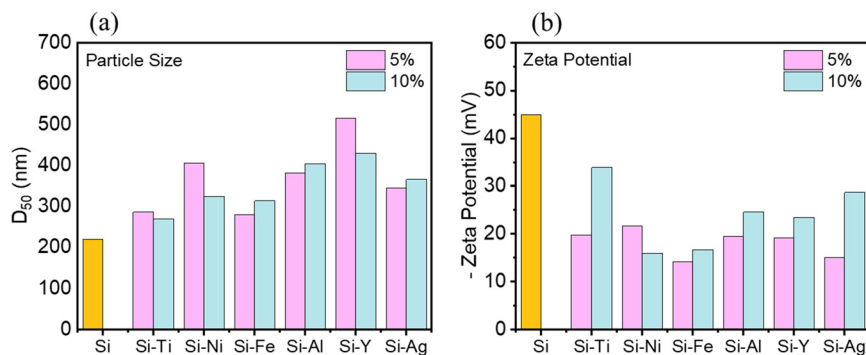 (a)
Particle Size
5%
10%
D50 (nm)
700
600
500
400
300
200
100
0
Si
Si-Ti
Si-Ni
Si-Fe
Si-Al
Si-Y
Si-Ag
(b)
Zeta Potential
5%
10%
- Zeta Potential (mV)
60
50
40
30
20
10
0
Si
Si-Ti
Si-Ni
Si-Fe
Si-Al
Si-Y
Si-Ag